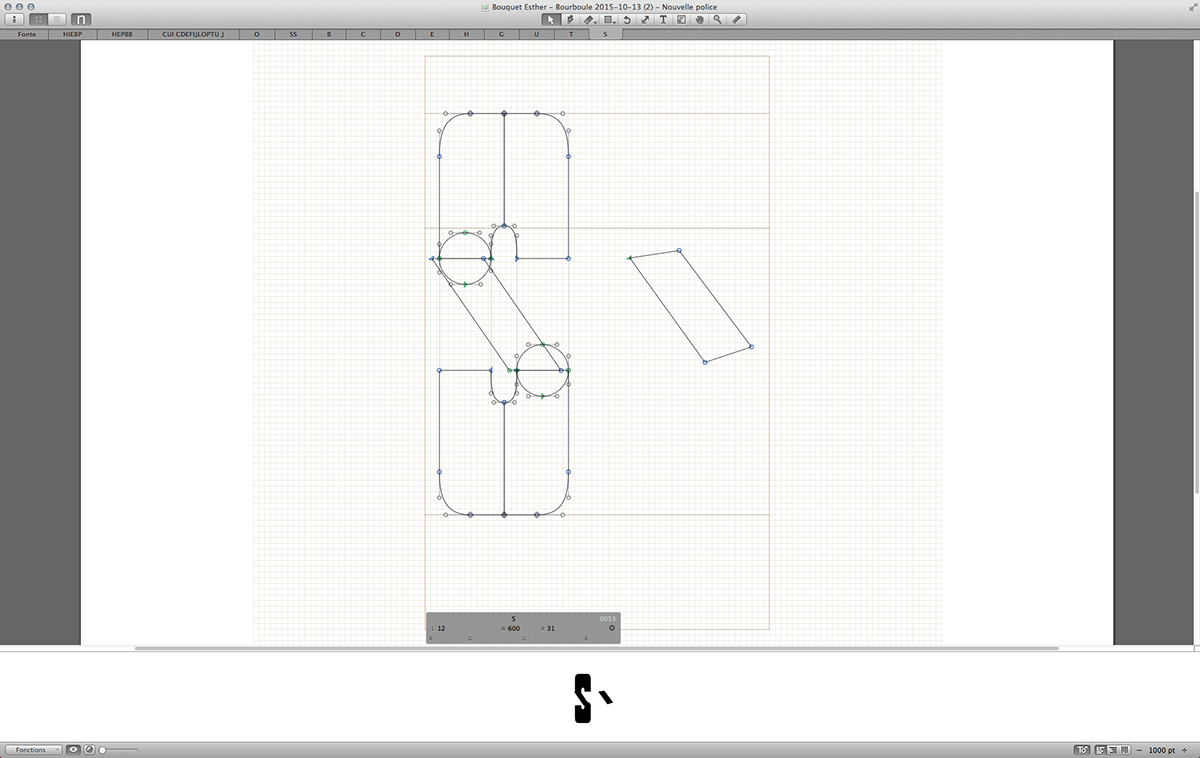 Bouquet Esther - Bourboule 2015-10-13 (2) - Nouvelle police
i n T
Fonte HIEBP HEPBB CUI CDEFIJLOPTU_J O SS B C D E H G U T S
S 0053
L 12 W 600 R 31
K G G K
S
Fonctions 1000 pt